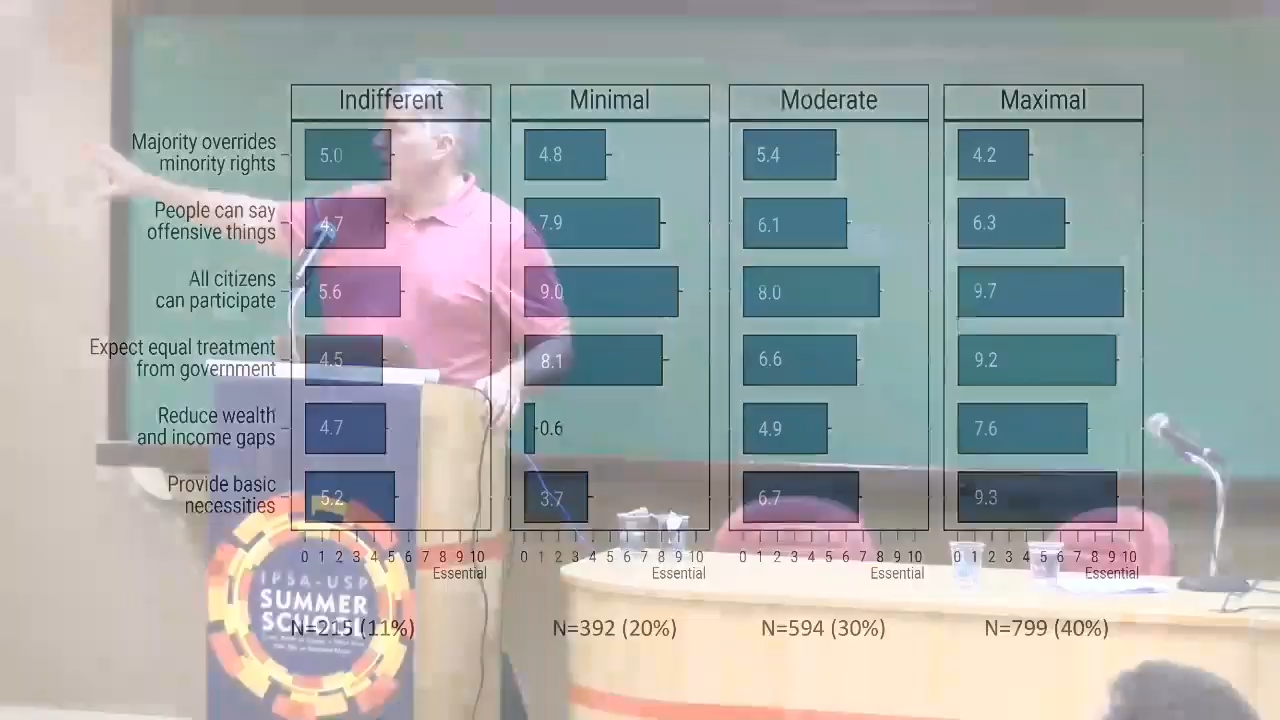 Indifferent
Minimal
Moderate
Maximal
Majority overrides
minority rights
5.0
4.8
5.4
4.2
People can say
offensive things
4.7
7.9
6.1
6.3
All citizens
can participate
5.6
9.0
8.0
9.7
Expect equal treatment
from government
4.5
8.1
6.6
9.2
Reduce wealth
and income gaps
4.7
0.6
4.9
7.6
Provide basic
necessities
5.2
3.7
6.7
9.3
0 1 2 3 4 5 6 7 8 9 10
0 1 2 3 4 5 6 7 8 9 10
0 1 2 3 4 5 6 7 8 9 10
0 1 2 3 4 5 6 7 8 9 10
Essential
Essential
Essential
Essential
N=215 (11%)
N=392 (20%)
N=594 (30%)
N=799 (40%)
IPSA-USP
SUMMER
SCHOOL